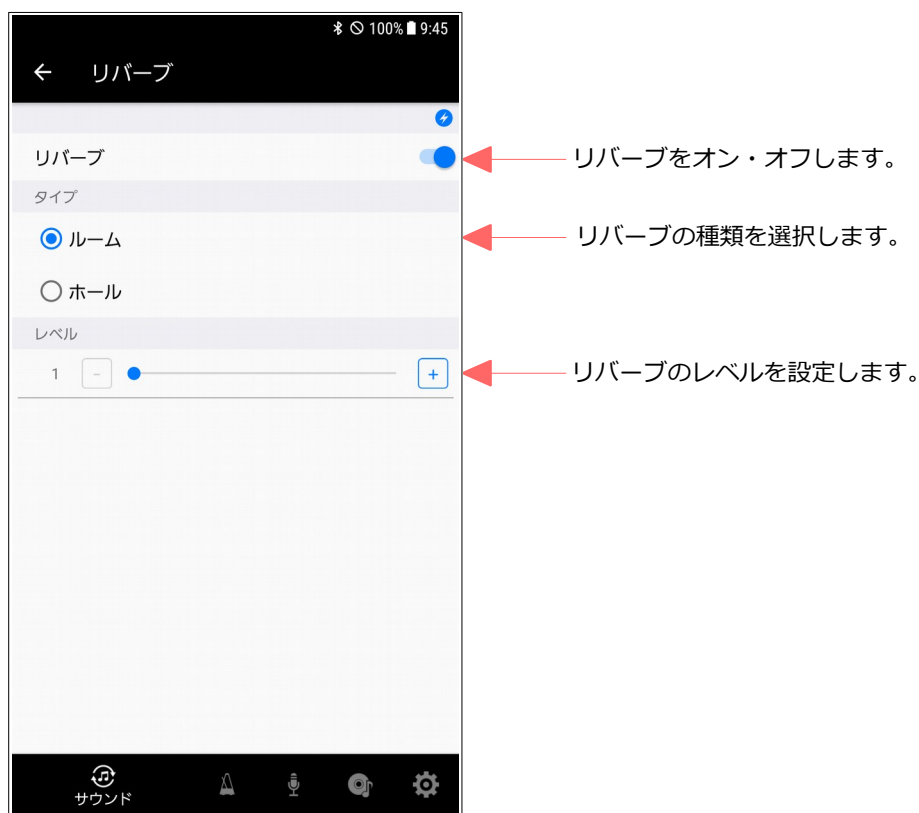 100% 9:45
← リバーブ
リバーブ
リバーブをオン・オフします。
タイプ
ルーム
リバーブの種類を選択します。
ホール
レベル
1 - +
リバーブのレベルを設定します。
サウンド